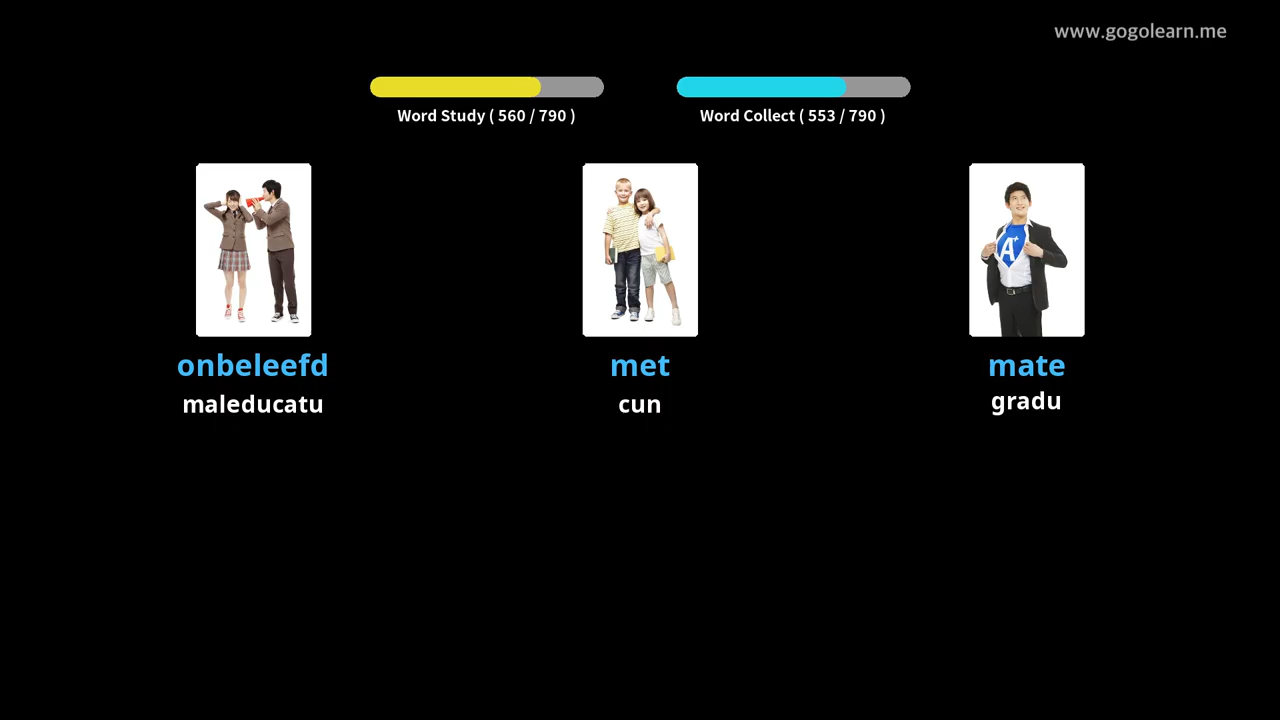 www.gogolearn.me
Word Study ( 560 / 790 )
Word Collect ( 553 / 790 )
A+
onbeleefd
maleducatu
met
cun
mate
gradu